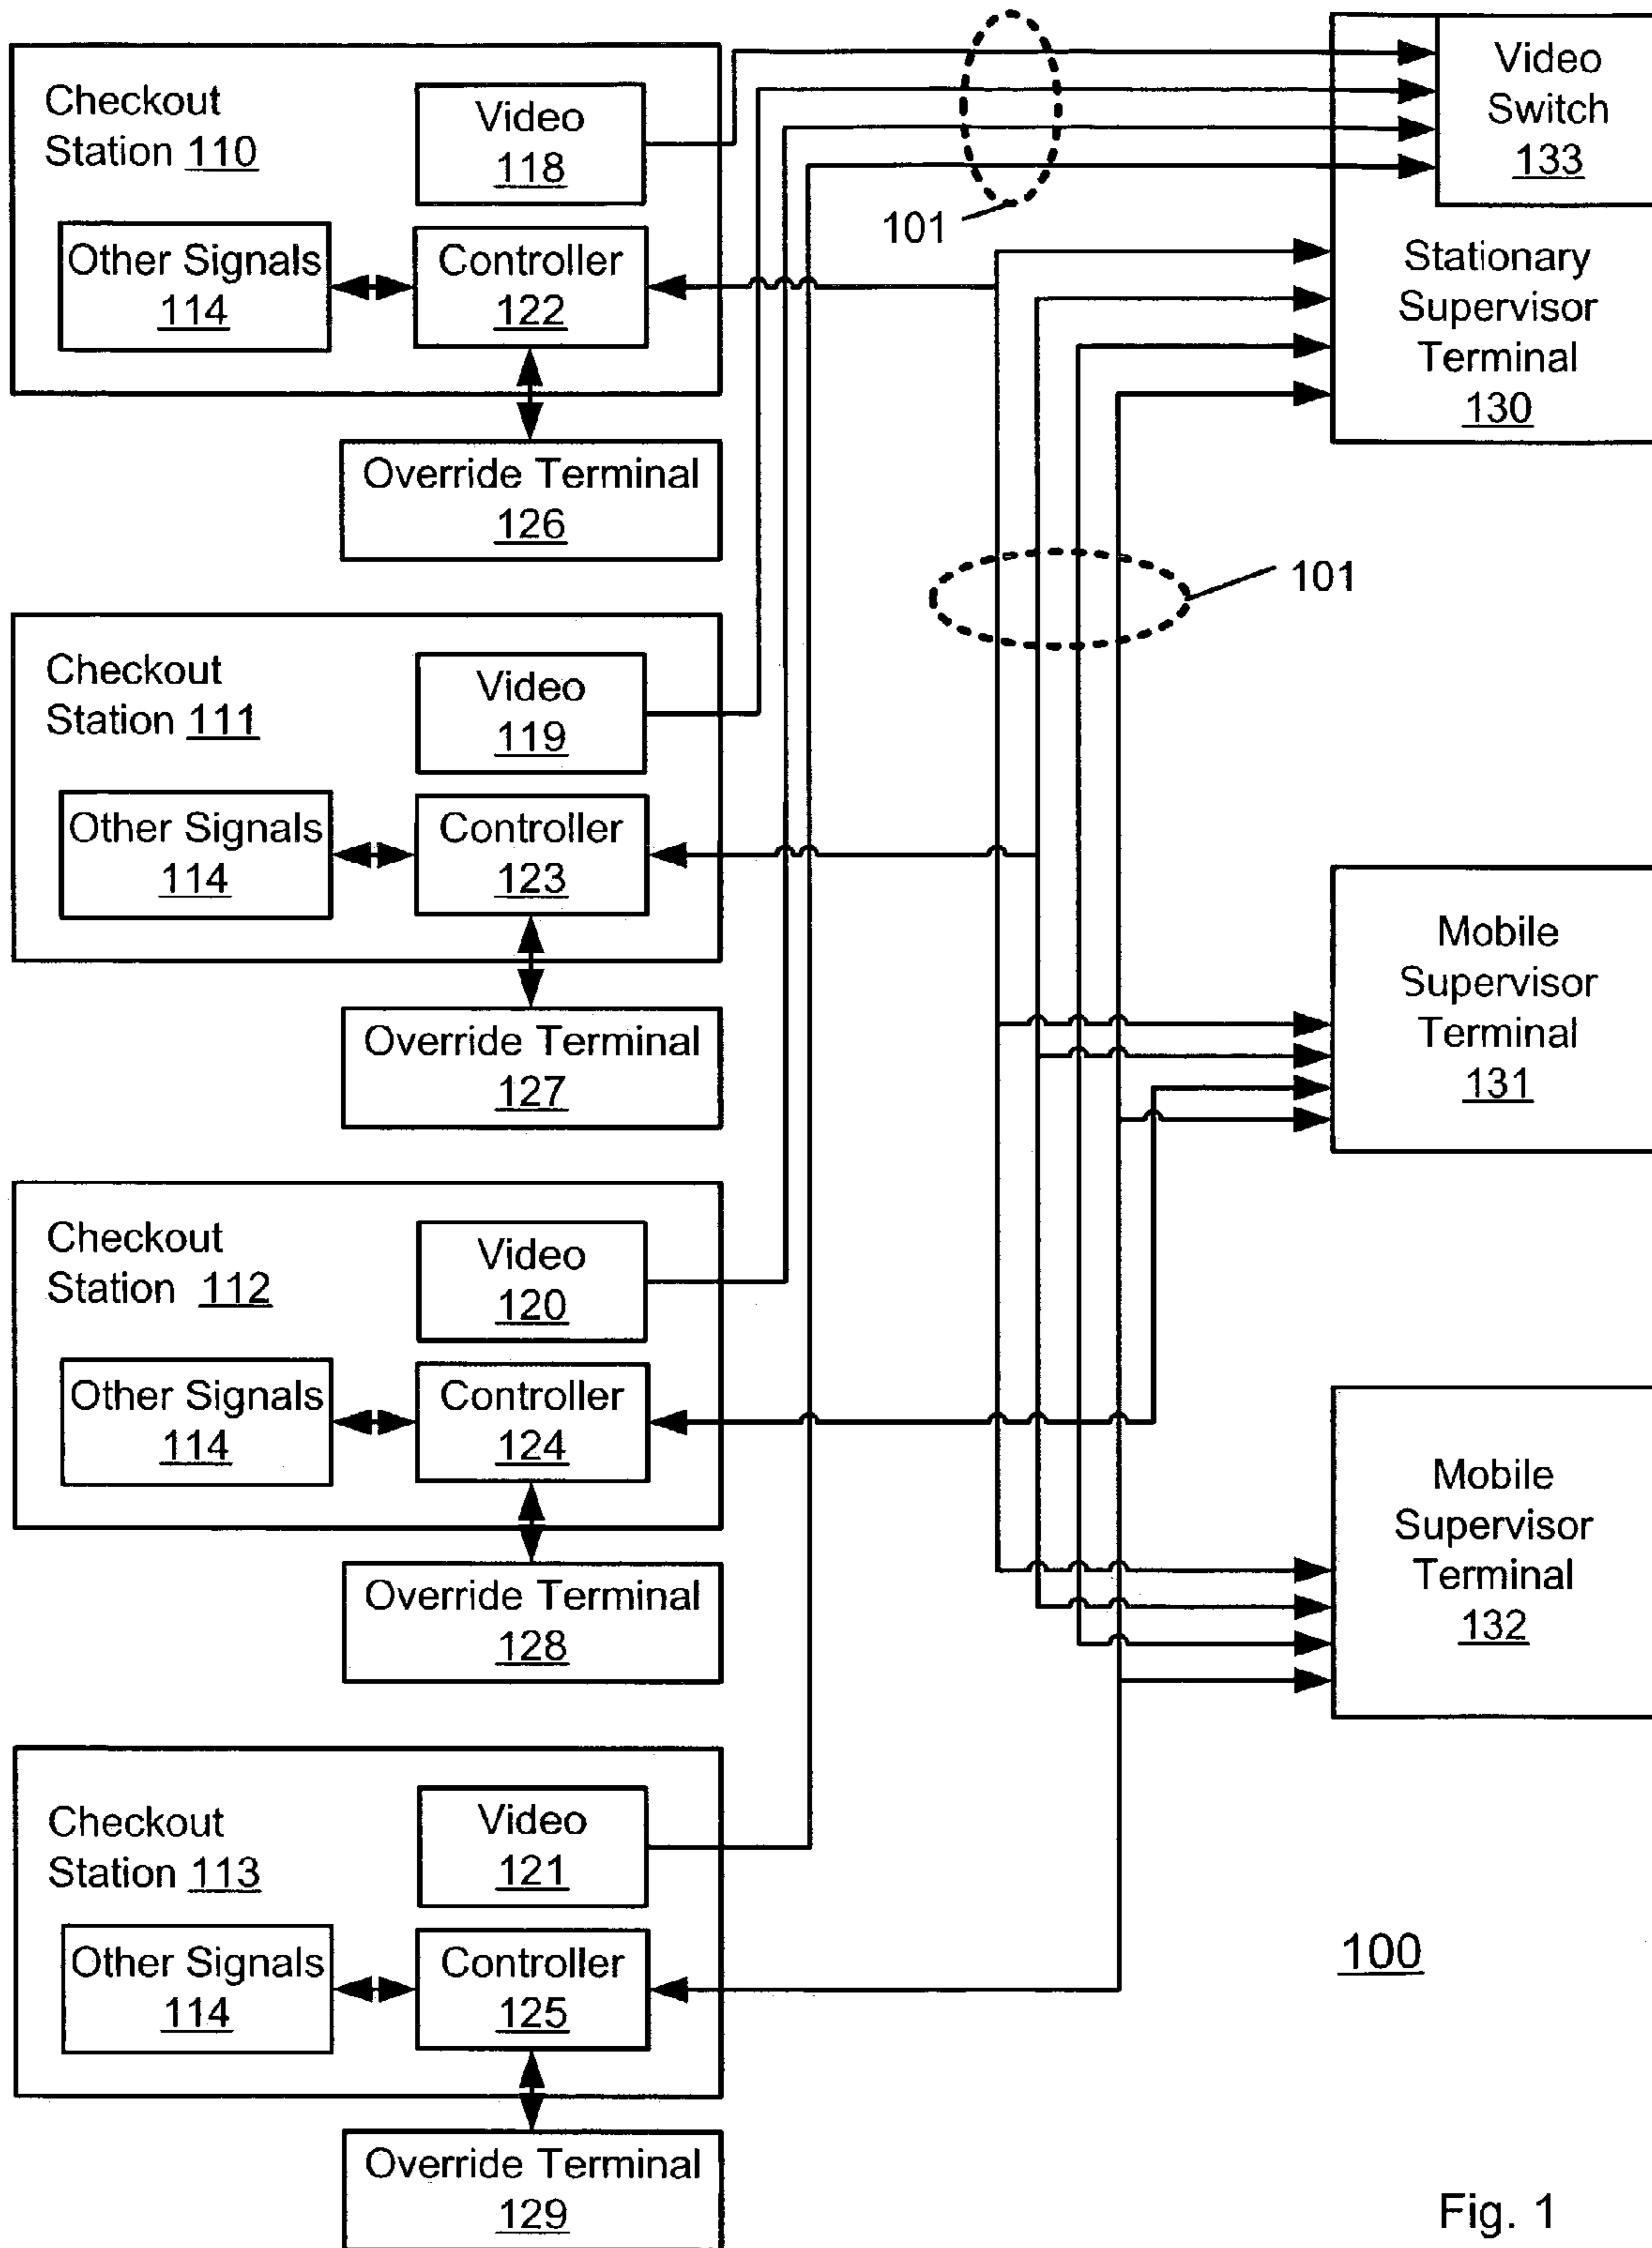 Checkout
Station 110
Video
118
Other Signals
114
Controller
122
Override Terminal
126
Checkout
Station 111
Video
119
Other Signals
114
Controller
123
Override Terminal
127
Checkout
Station 112
Video
120
Other Signals
114
Controller
124
Override Terminal
128
Checkout
Station 113
Video
121
Other Signals
114
Controller
125
Override Terminal
129
101
101
Video
Switch
133
Stationary
Supervisor
Terminal
130
Mobile
Supervisor
Terminal
131
Mobile
Supervisor
Terminal
132
100
Fig. 1